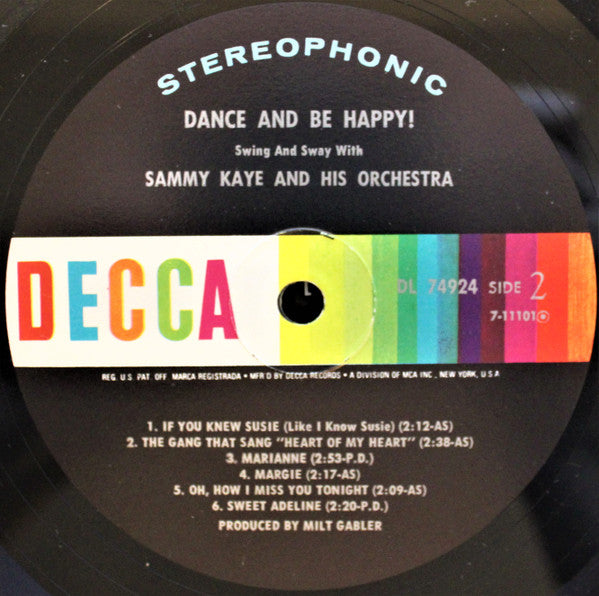 STEREOPHONIC
DANCE AND BE HAPPY!
Swing And Sway With
SAMMY KAYE AND HIS ORCHESTRA
DECCA
DL 74924 SIDE 2
7-11101
REG. U.S. PAT. OFF. MARCA REGISTRADA • MFR'D BY DECCA RECORDS • A DIVISION OF MCA INC., NEW YORK, U.S.A
1. IF YOU KNEW SUSIE (Like I Know Susie) (2:12-AS)
2. THE GANG THAT SANG "HEART OF MY HEART" (2:38-AS)
3. MARIANNE (2:53-P.D.)
4. MARGIE (2:17-AS)
5. OH, HOW I MISS YOU TONIGHT (2:09-AS)
6. SWEET ADELINE (2:20-P.D.)
PRODUCED BY MILT GABLER